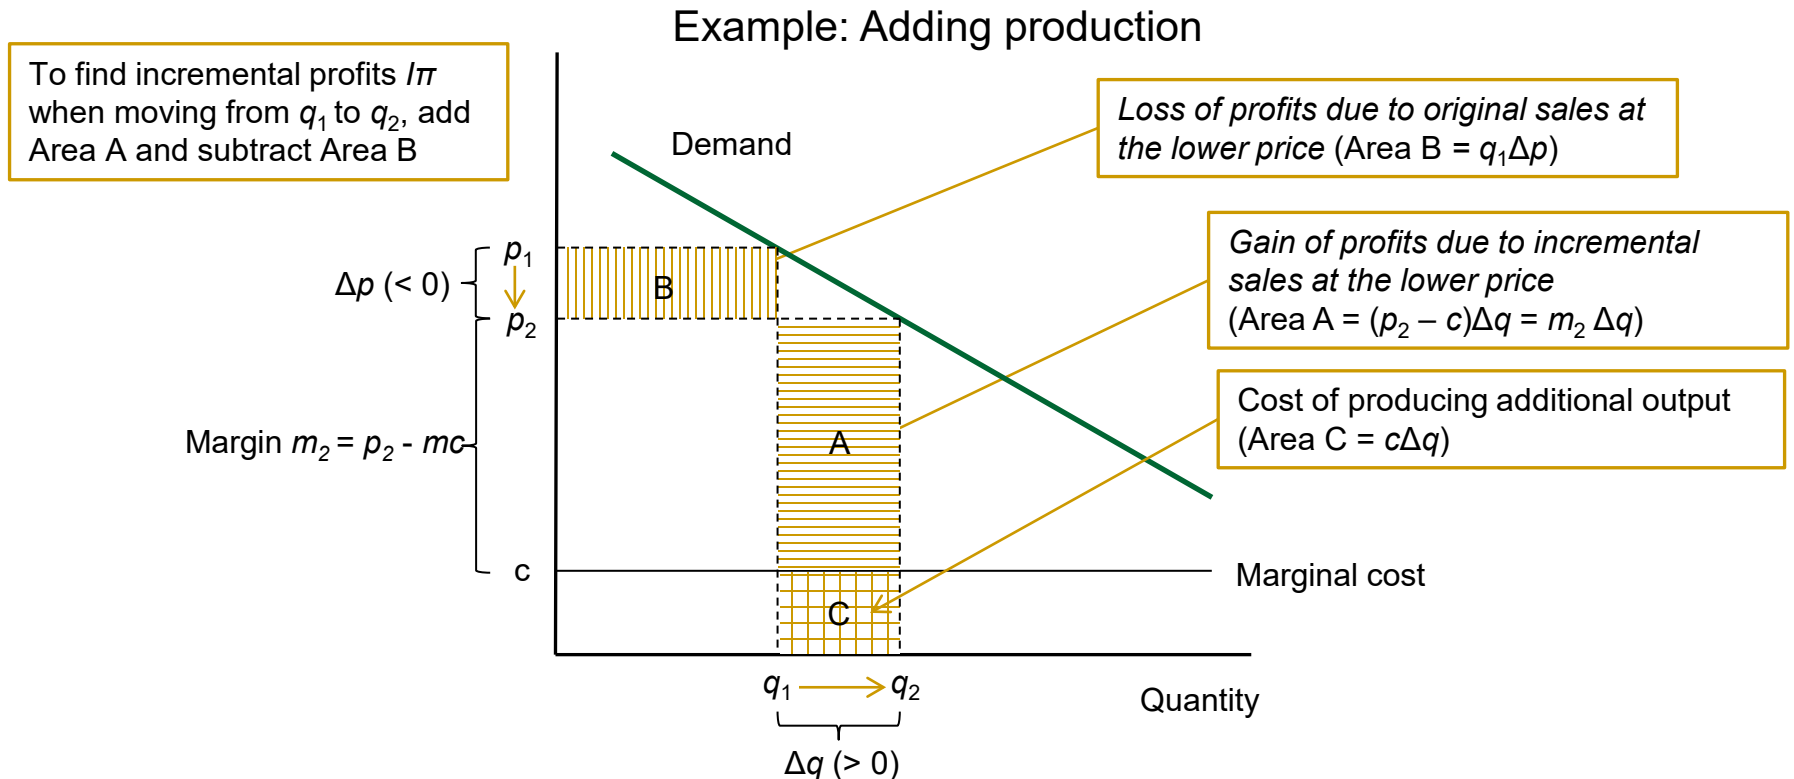 Example: Adding production
To find incremental profits Iπ
when moving from q₁ to q₂, add
Area A and subtract Area B
Loss of profits due to original sales at
the lower price (Area B = q₁Δp)
Demand
Gain of profits due to incremental
sales at the lower price
(Area A = (p₂ – c)Δq = m₂ Δq)
p₁
Δp (< 0)
B
p₂
Cost of producing additional output
(Area C = cΔq)
Margin m₂ = p₂ - mc
A
c
Marginal cost
C
q₁
q₂
Quantity
Δq (> 0)